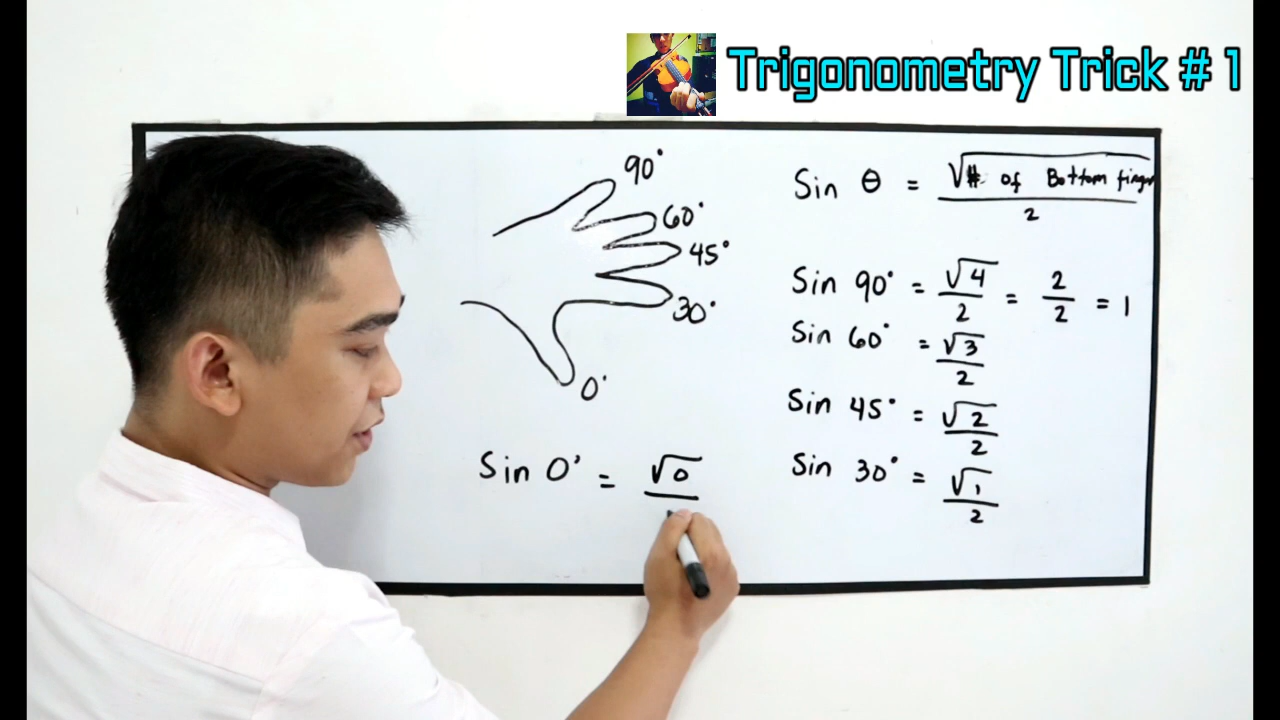 Trigonometry Trick # 1
90°
60°
45°
30°
0°
Sin θ = √# of Bottom finger / 2
Sin 90° = √4 / 2 = 2 / 2 = 1
Sin 60° = √3 / 2
Sin 45° = √2 / 2
Sin 30° = √1 / 2
Sin 0° = √0